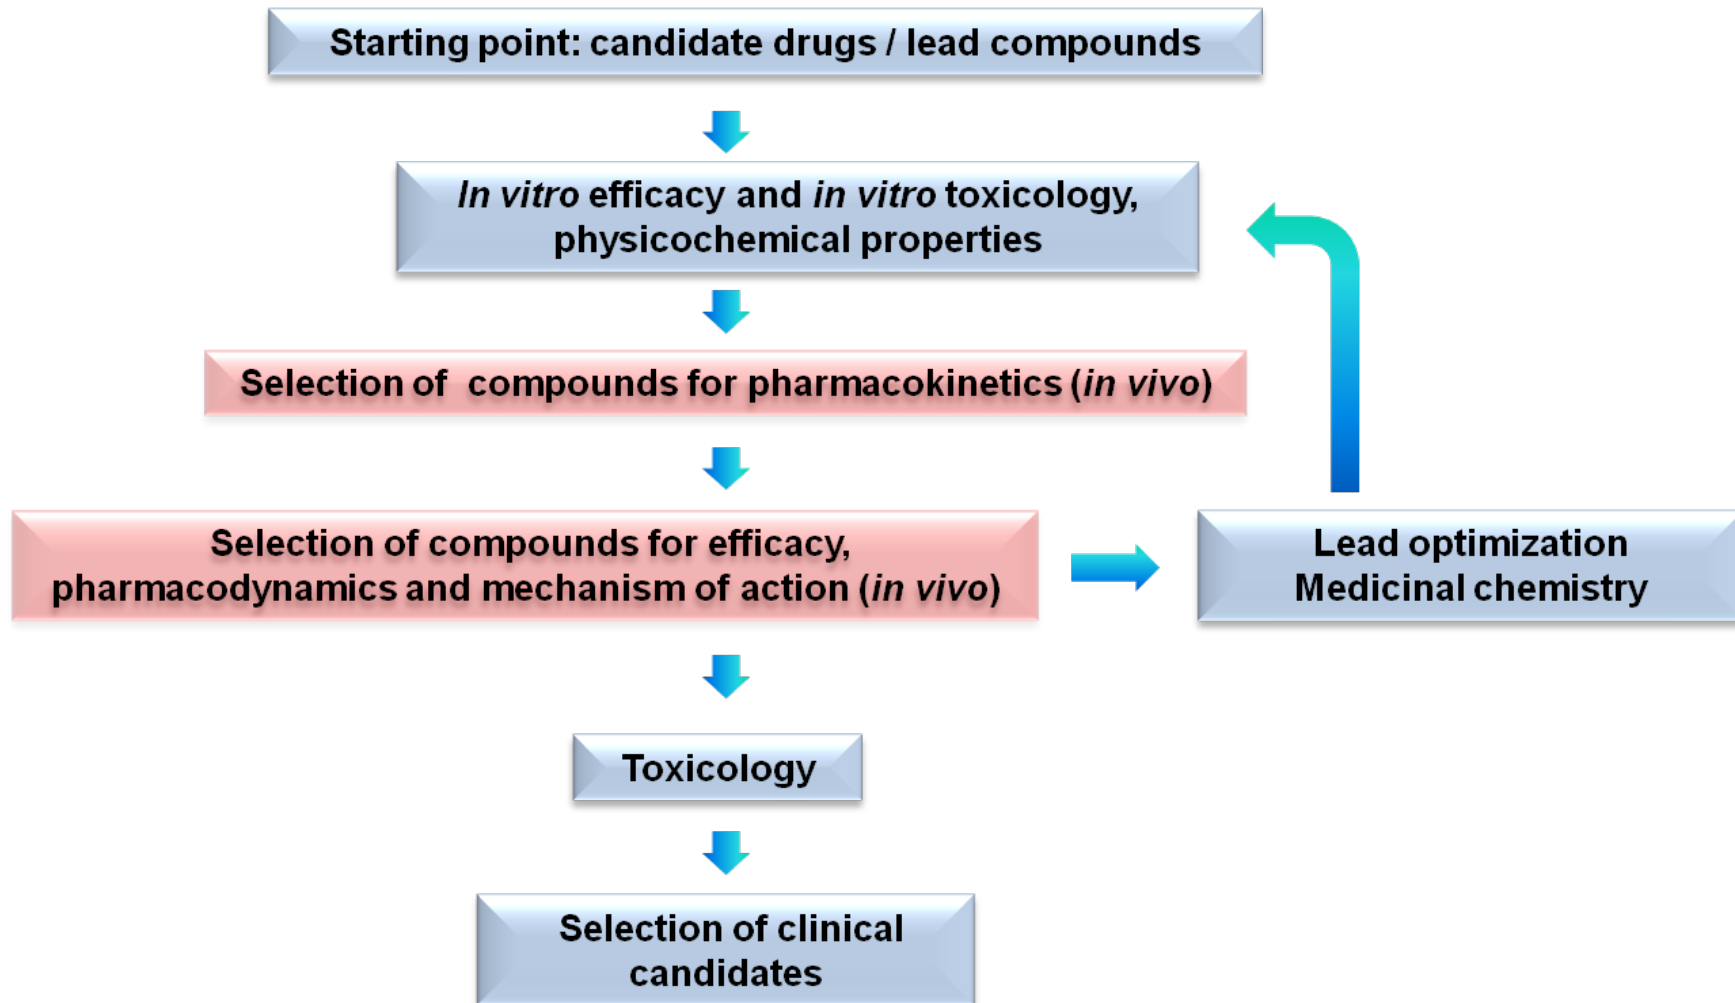 Starting point: candidate drugs / lead compounds
In vitro efficacy and in vitro toxicology,
physicochemical properties
Selection of compounds for pharmacokinetics (in vivo)
Selection of compounds for efficacy,
pharmacodynamics and mechanism of action (in vivo)
Lead optimization
Medicinal chemistry
Toxicology
Selection of clinical
candidates